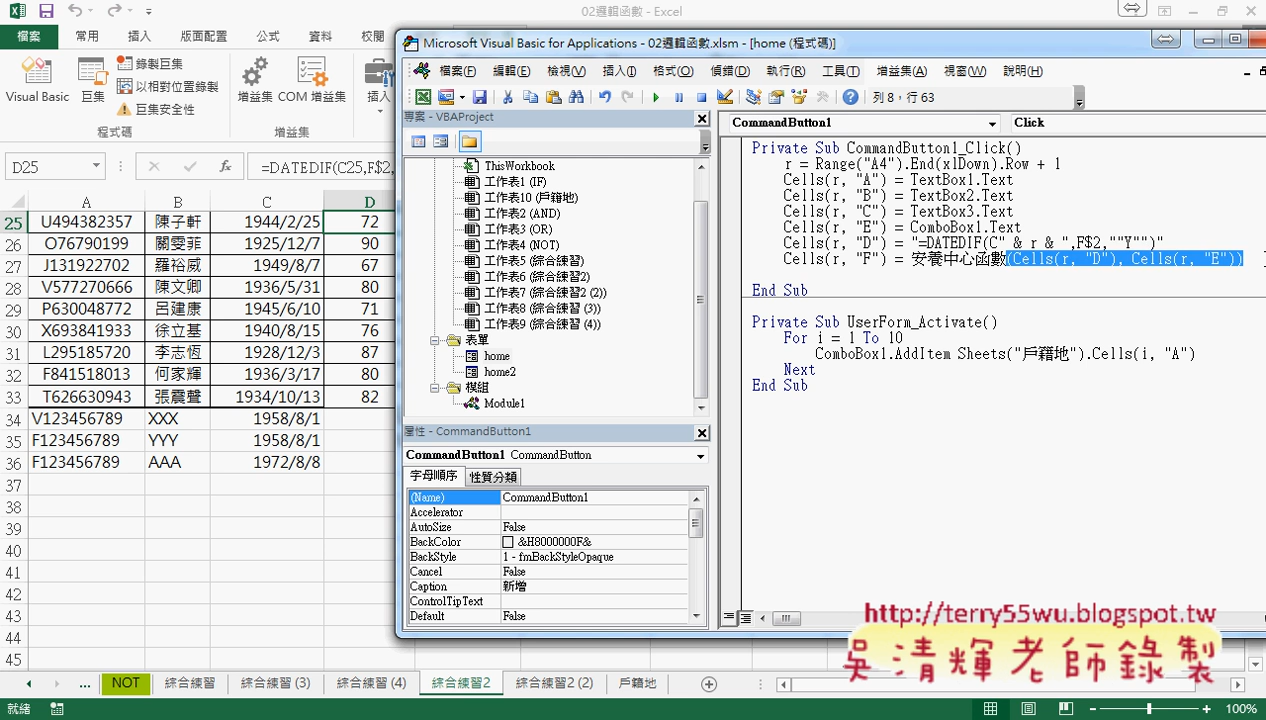 02邏輯函數 - Excel
檔案 常用 插入 版面配置 公式 資料 校閱
Visual Basic 巨集 錄製巨集 以相對位置錄製 巨集安全性 增益集 COM 增益集 插入
程式碼 增益集
D25 =DATEDIF(C25,F$2,
A B C D
25 U494382357 陳子軒 1944/2/25 72
26 O76790199 關雯菲 1925/12/7 90
27 J131922702 羅裕威 1949/8/7 67
28 V577270666 陳文卿 1936/5/31 80
29 P630048772 呂建康 1945/6/10 71
30 X693841933 徐立基 1940/8/15 76
31 L295185720 李志恆 1928/12/3 87
32 F841518013 何家輝 1936/3/17 80
33 T626630943 張震聲 1934/10/13 82
34 V123456789 XXX 1958/8/1
35 F123456789 YYY 1958/8/1
36 F123456789 AAA 1972/8/8
37
38
39
40
41
42
43
44
45
... NOT 綜合練習 綜合練習 (3) 綜合練習 (4) 綜合練習2 綜合練習2 (2) 戶籍地
就緒 100%
Microsoft Visual Basic for Applications - 02邏輯函數.xlsm - [home (程式碼)]
檔案(F) 編輯(E) 檢視(V) 插入(I) 格式(O) 偵錯(D) 執行(R) 工具(T) 增益集(A) 視窗(W) 說明(H)
列 8，行 63
專案 - VBAProject
ThisWorkbook
工作表1 (IF)
工作表10 (戶籍地)
工作表2 (AND)
工作表3 (OR)
工作表4 (NOT)
工作表5 (綜合練習)
工作表6 (綜合練習2)
工作表7 (綜合練習2 (2))
工作表8 (綜合練習 (3))
工作表9 (綜合練習 (4))
表單
home
home2
模組
Module1
屬性 - CommandButton1
CommandButton1 CommandButton
字母順序 性質分類
(Name) CommandButton1
Accelerator
AutoSize False
BackColor &H8000000F&
BackStyle 1 - fmBackStyleOpaque
Cancel False
Caption 新增
ControlTipText
Default False
CommandButton1 Click
Private Sub CommandButton1_Click()
r = Range("A4").End(xlDown).Row + 1
Cells(r, "A") = TextBox1.Text
Cells(r, "B") = TextBox2.Text
Cells(r, "C") = TextBox3.Text
Cells(r, "E") = ComboBox1.Text
Cells(r, "D") = "=DATEDIF(C" & r & ",F$2,""Y"")"
Cells(r, "F") = 安養中心函數(Cells(r, "D"), Cells(r, "E"))
End Sub
Private Sub UserForm_Activate()
For i = 1 To 10
ComboBox1.AddItem Sheets("戶籍地").Cells(i, "A")
Next
End Sub
http://terry55wu.blogspot.tw
吳清輝老師錄製